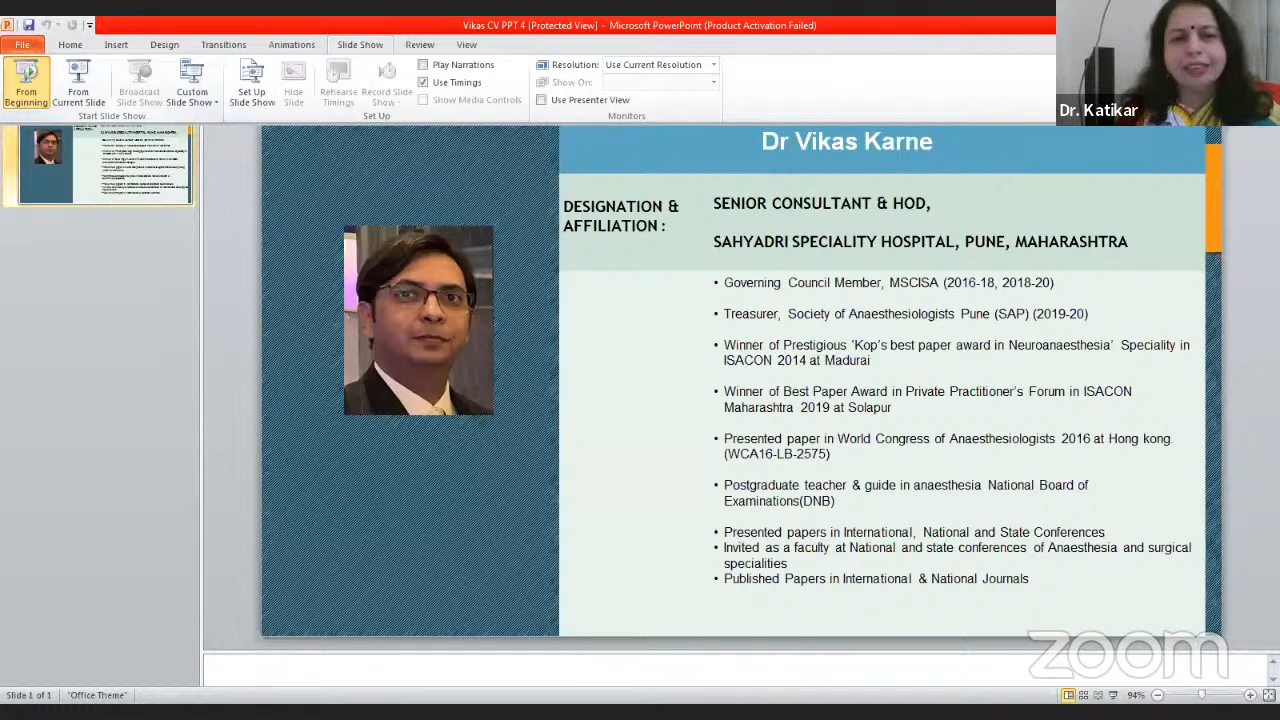 Vikas CV PPT 4 [Protected View] - Microsoft PowerPoint (Product Activation Failed)
File Home Insert Design Transitions Animations Slide Show Review View
From Beginning
From Current Slide
Broadcast Slide Show
Custom Slide Show
Start Slide Show
Set Up Slide Show
Hide Slide
Rehearse Timings
Record Slide Show
Play Narrations
Use Timings
Show Media Controls
Set Up
Resolution: Use Current Resolution
Show On:
Use Presenter View
Monitors
Dr. Katikar
Dr Vikas Karne
DESIGNATION &
AFFILIATION :
SENIOR CONSULTANT & HOD,
SAHYADRI SPECIALITY HOSPITAL, PUNE, MAHARASHTRA
• Governing Council Member, MSCISA (2016-18, 2018-20)
• Treasurer, Society of Anaesthesiologists Pune (SAP) (2019-20)
• Winner of Prestigious 'Kop's best paper award in Neuroanaesthesia' Speciality in
ISACON 2014 at Madurai
• Winner of Best Paper Award in Private Practitioner's Forum in ISACON
Maharashtra 2019 at Solapur
• Presented paper in World Congress of Anaesthesiologists 2016 at Hong kong.
(WCA16-LB-2575)
• Postgraduate teacher & guide in anaesthesia National Board of
Examinations(DNB)
• Presented papers in International, National and State Conferences
• Invited as a faculty at National and state conferences of Anaesthesia and surgical
specialities
• Published Papers in International & National Journals
zoom
Slide 1 of 1 "Office Theme" 94%